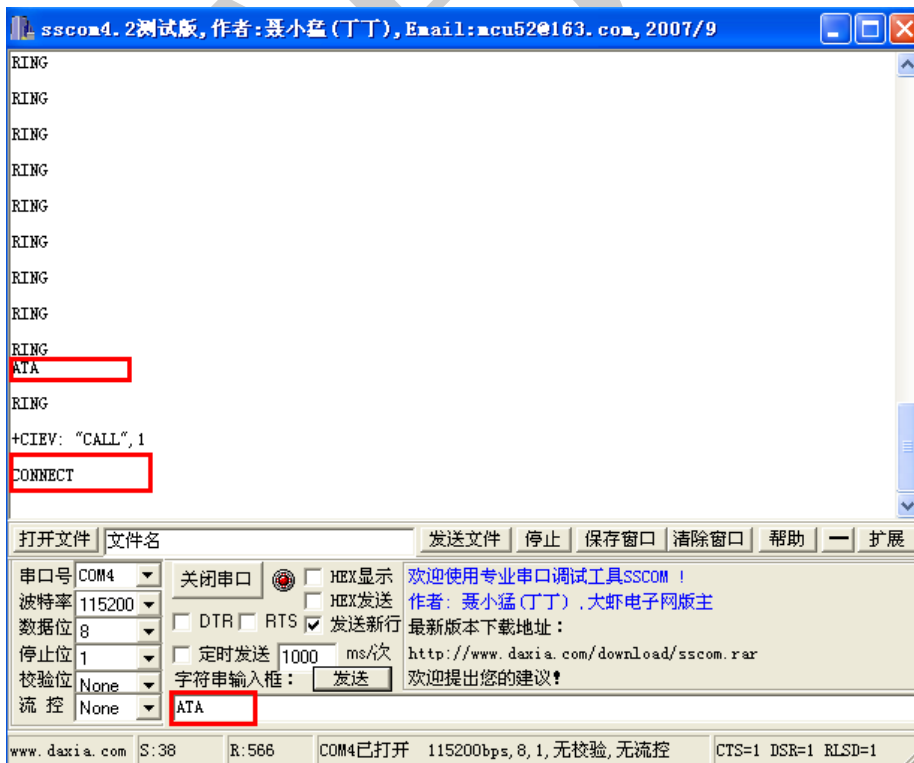 sscom4.2测试版,作者:聂小猛(丁丁),Email:mcu52@163.com,2007/9
RING
RING
RING
RING
RING
RING
RING
RING
RING
ATA
RING
+CIEV: "CALL",1
CONNECT
打开文件 文件名 发送文件 停止 保存窗口 清除窗口 帮助 — 扩展
串口号 COM4 关闭串口 HEX显示 欢迎使用专业串口调试工具SSCOM !
波特率 115200 HEX发送 作者: 聂小猛(丁丁) ,大虾电子网版主
数据位 8 DTR RTS 发送新行 最新版本下载地址:
停止位 1 定时发送 1000 ms/次 http://www.daxia.com/download/sscom.rar
校验位 None 字符串输入框: 发送 欢迎提出您的建议!
流 控 None ATA
www.daxia.com S:38 R:566 COM4已打开 115200bps,8,1,无校验,无流控 CTS=1 DSR=1 RLSD=1